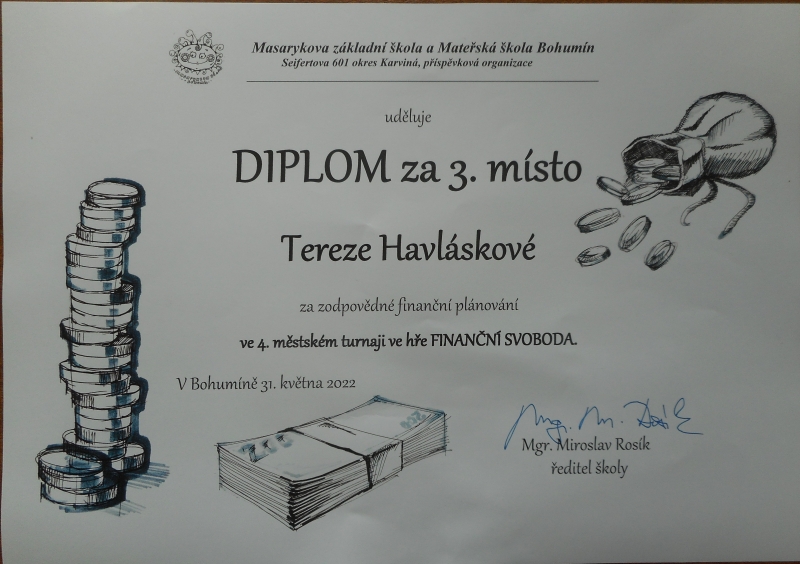 Masarykova základní škola a Mateřská škola Bohumín
Seifertova 601 okres Karviná, příspěvková organizace
uděluje
DIPLOM za 3. místo
Tereze Havláskové
za zodpovědné finanční plánování
ve 4. městském turnaji ve hře FINANČNÍ SVOBODA.
V Bohumíně 31. května 2022
Mgr. Miroslav Rosík
ředitel školy